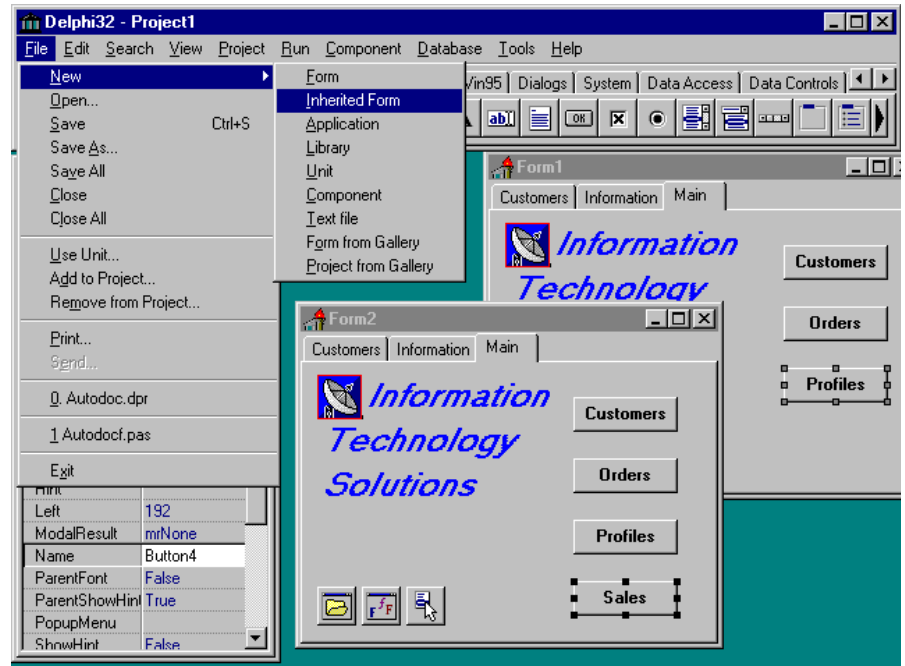 Delphi32 - Project1
File Edit Search View Project Run Component Database Tools Help
New
Open...
Save Ctrl+S
Save As...
Save All
Close
Close All
Use Unit...
Add to Project...
Remove from Project...
Print...
Send...
0. Autodoc.dpr
1 Autodocf.pas
Exit
Form
Inherited Form
Application
Library
Unit
Component
Text file
Form from Gallery
Project from Gallery
Dialogs System Data Access Data Controls
ab OK
Form1
Customers Information Main
Information
Technology
Customers
Orders
Profiles
Form2
Customers Information Main
Information
Technology
Solutions
Customers
Orders
Profiles
Sales
Hint
Left 192
ModalResult mrNone
Name Button4
ParentFont False
ParentShowHint True
PopupMenu
ShowHint False